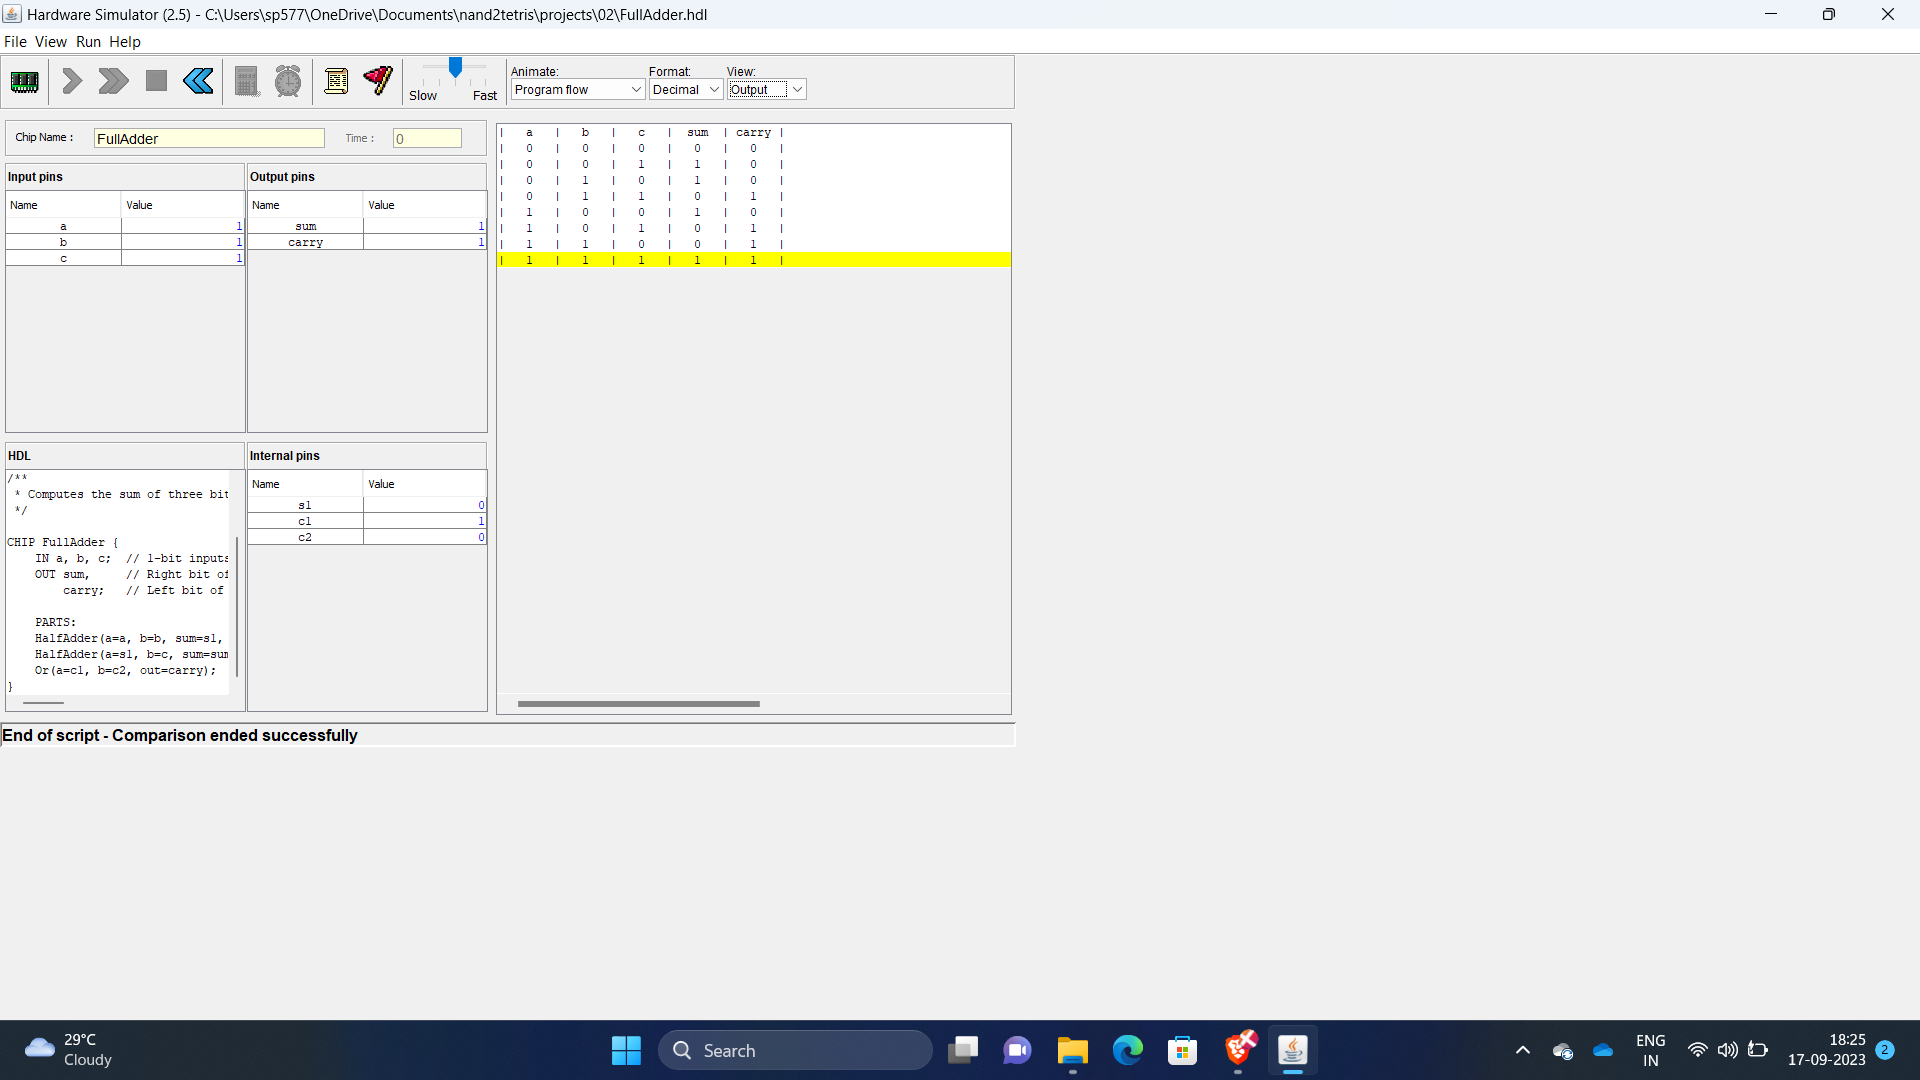 Hardware Simulator (2.5) - C:\Users\sp577\OneDrive\Documents\nand2tetris\projects\02\FullAdder.hdl
File View Run Help
Slow Fast
Animate: Format: View:
Program flow Decimal Output
Chip Name : FullAdder Time : 0
Input pins
Name Value
a 1
b 1
c 1
Output pins
Name Value
sum 1
carry 1
HDL
/**
 * Computes the sum of three bit
 */
CHIP FullAdder {
    IN a, b, c;  // 1-bit inputs
    OUT sum,     // Right bit of
        carry;   // Left bit of
    PARTS:
    HalfAdder(a=a, b=b, sum=s1,
    HalfAdder(a=s1, b=c, sum=sum
    Or(a=c1, b=c2, out=carry);
}
Internal pins
Name Value
s1 0
c1 1
c2 0
| a | b | c | sum | carry |
| 0 | 0 | 0 | 0 | 0 |
| 0 | 0 | 1 | 1 | 0 |
| 0 | 1 | 0 | 1 | 0 |
| 0 | 1 | 1 | 0 | 1 |
| 1 | 0 | 0 | 1 | 0 |
| 1 | 0 | 1 | 0 | 1 |
| 1 | 1 | 0 | 0 | 1 |
| 1 | 1 | 1 | 1 | 1 |
End of script - Comparison ended successfully
29°C
Cloudy
Search
ENG
IN
18:25
17-09-2023
2